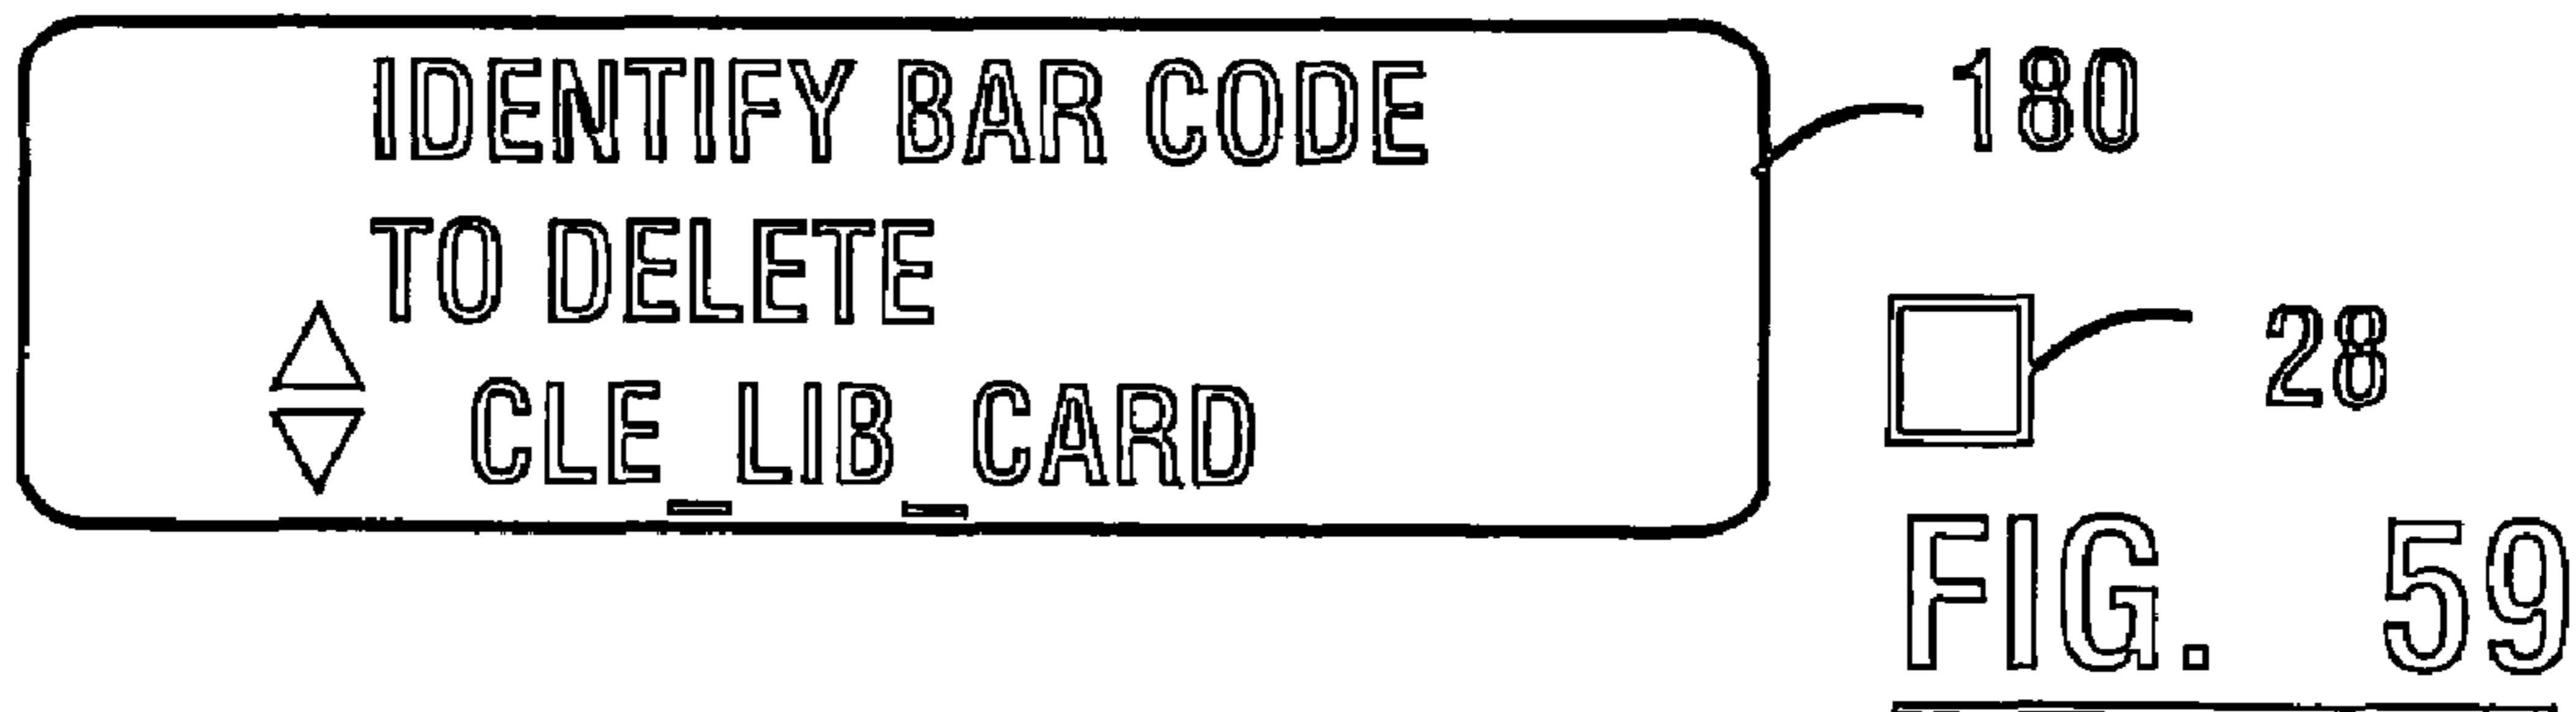 IDENTIFY BAR CODE
TO DELETE
CLE_LIB_CARD
180
28
FIG. 59